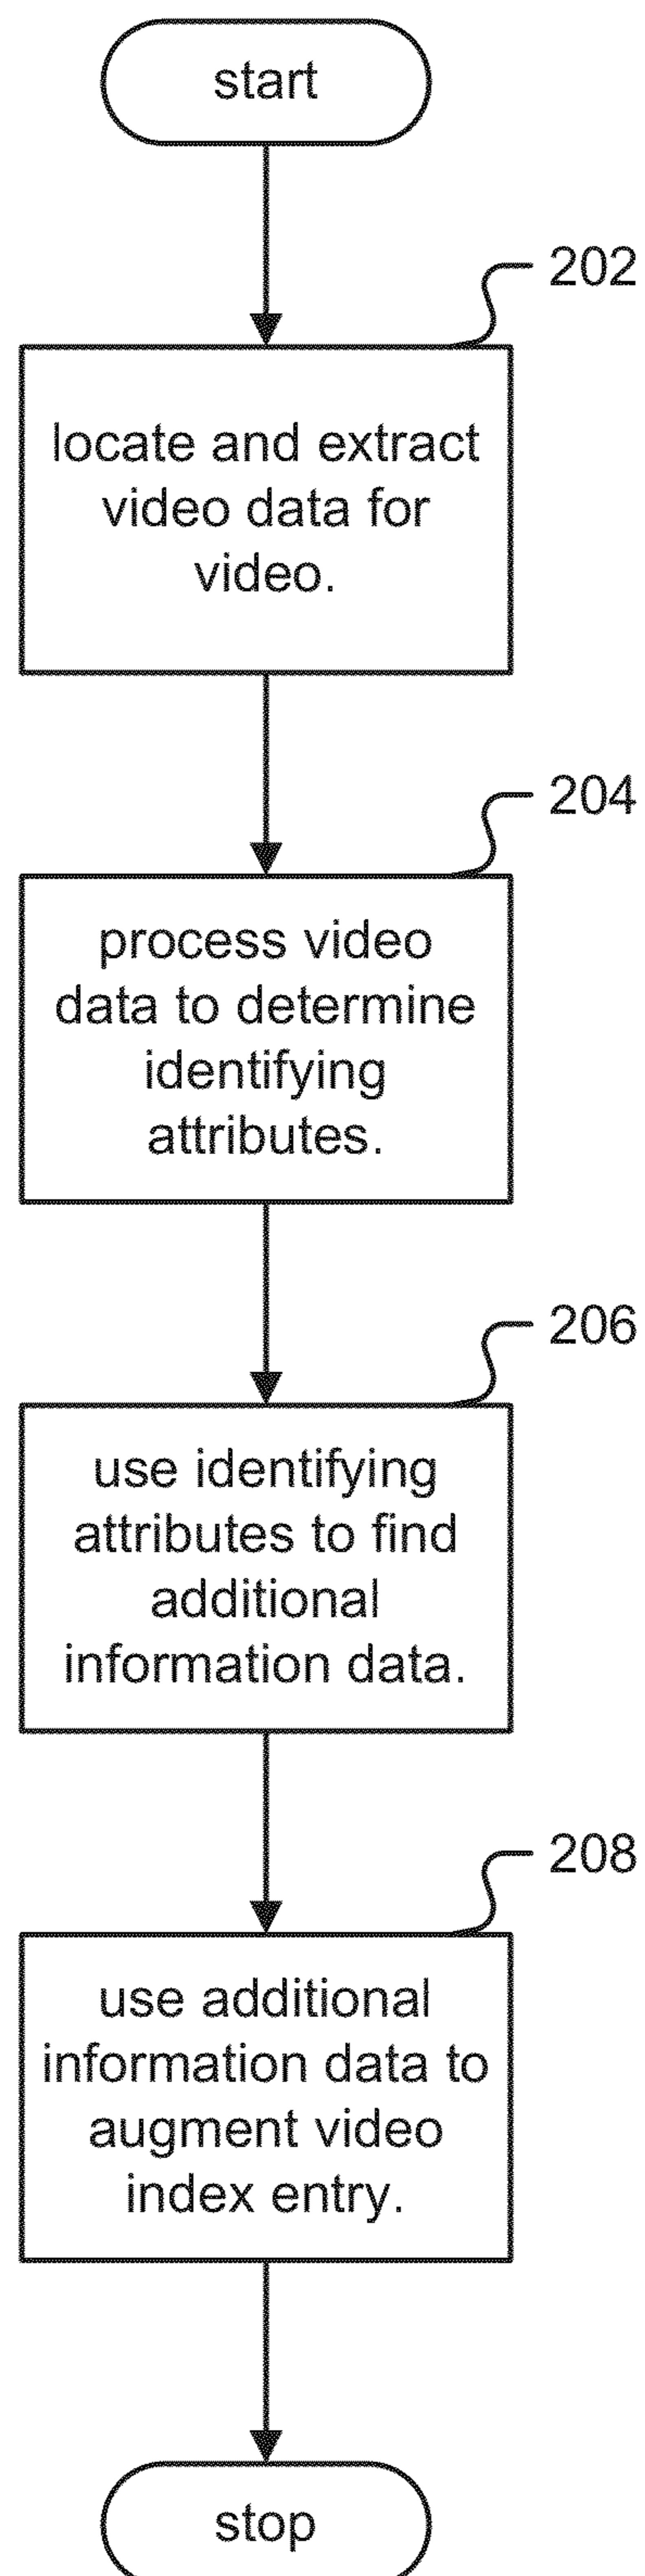 start
202
locate and extract
video data for
video.
204
process video
data to determine
identifying
attributes.
206
use identifying
attributes to find
additional
information data.
208
use additional
information data to
augment video
index entry.
stop